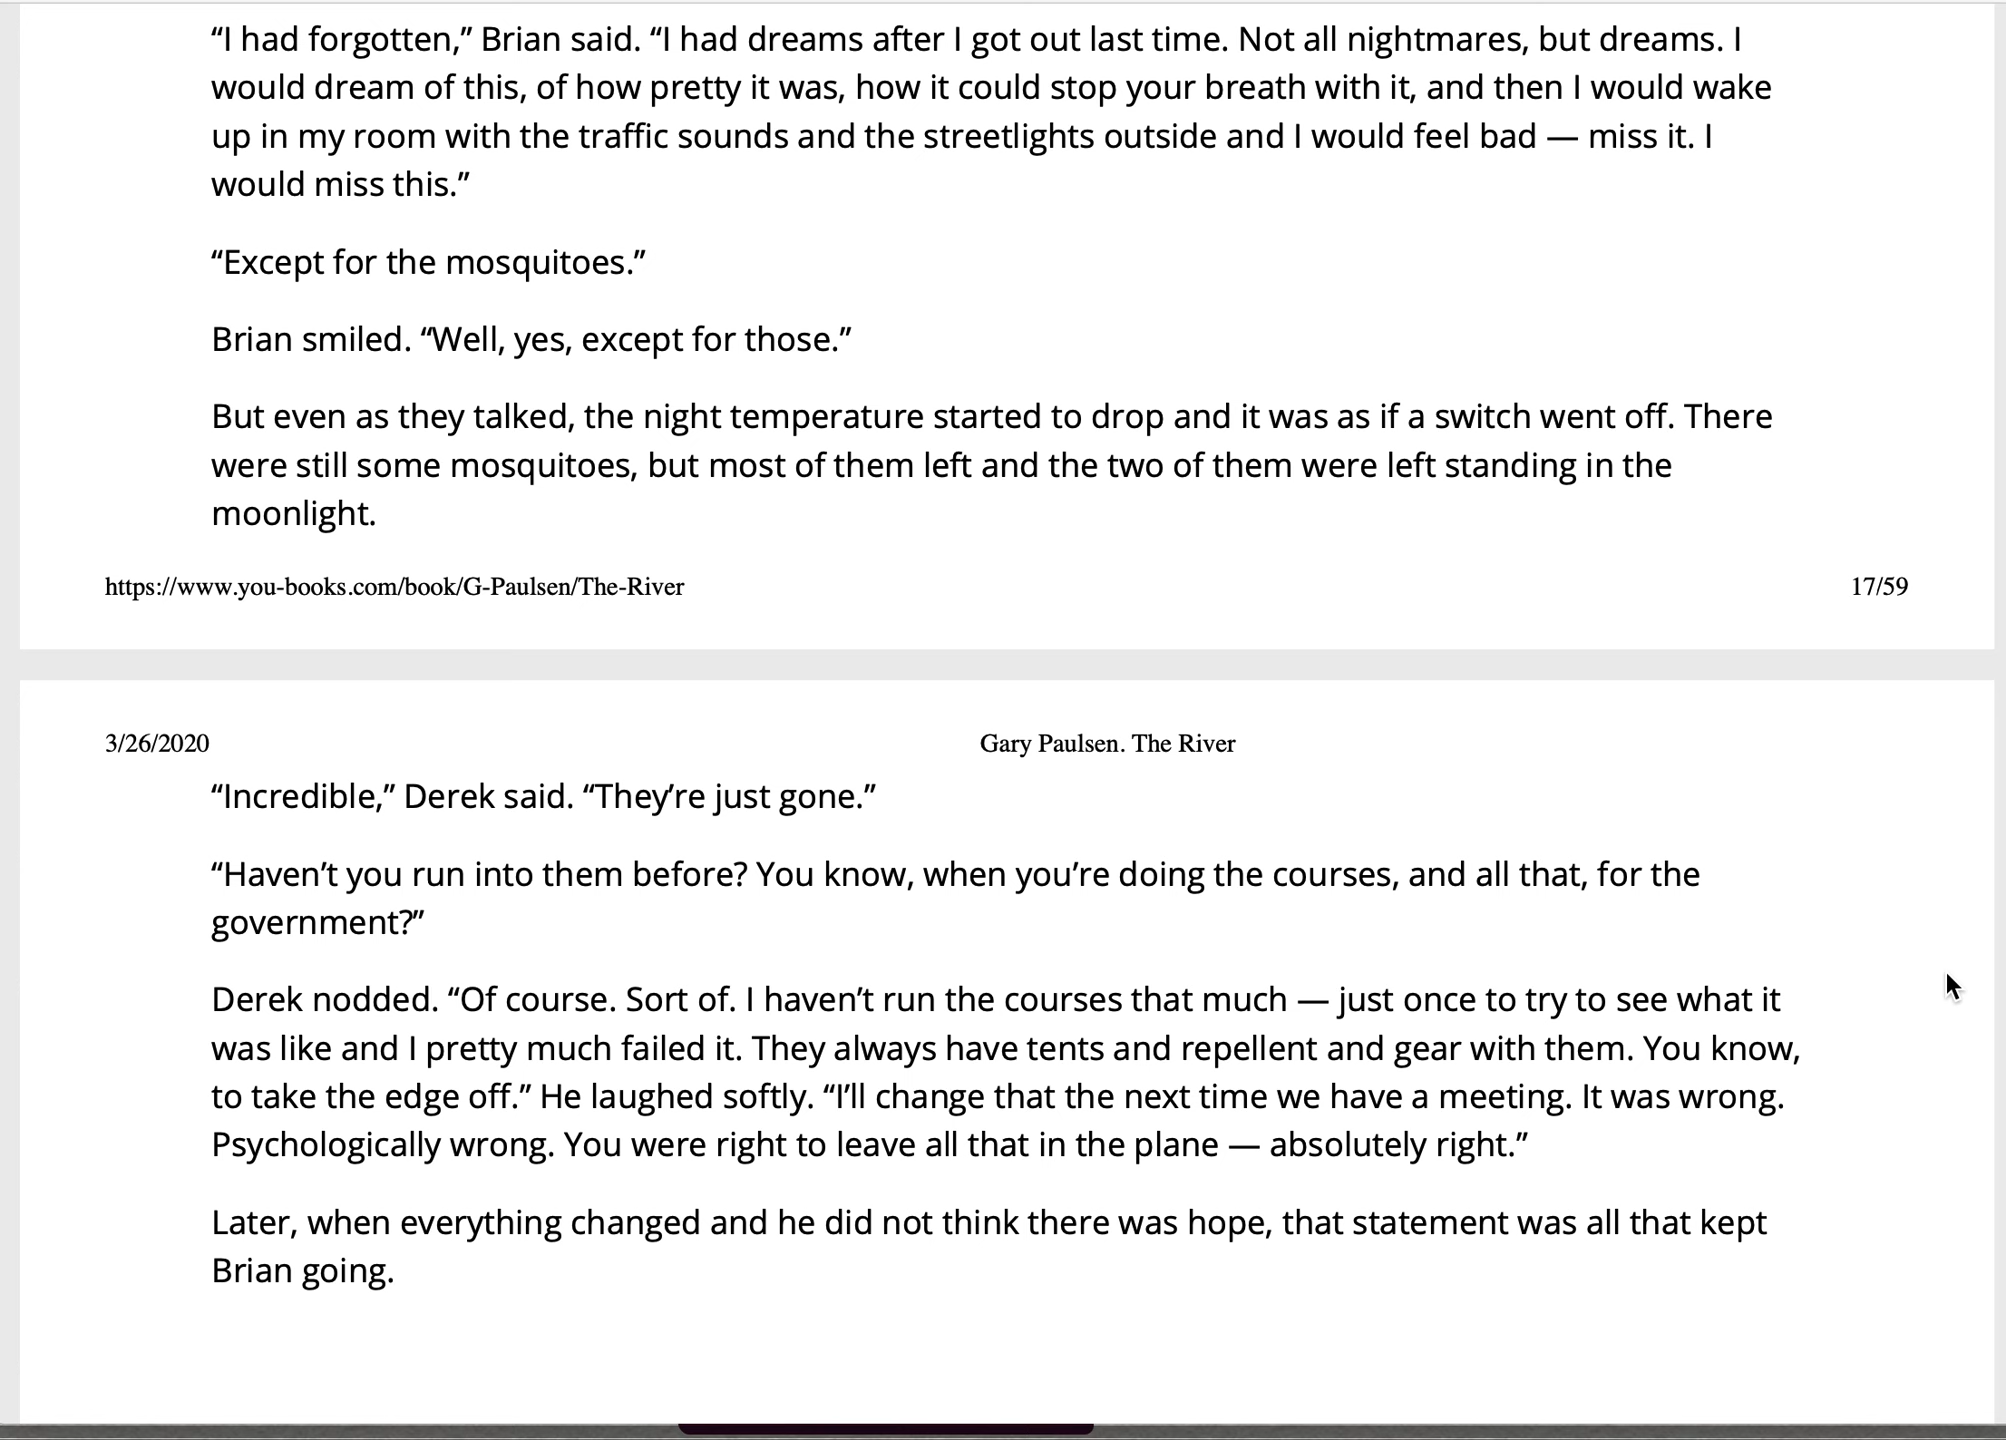 “I had forgotten,” Brian said. “I had dreams after I got out last time. Not all nightmares, but dreams. I
would dream of this, of how pretty it was, how it could stop your breath with it, and then I would wake
up in my room with the traffic sounds and the streetlights outside and I would feel bad — miss it. I
would miss this.”
“Except for the mosquitoes.”
Brian smiled. “Well, yes, except for those.”
But even as they talked, the night temperature started to drop and it was as if a switch went off. There
were still some mosquitoes, but most of them left and the two of them were left standing in the
moonlight.
https://www.you-books.com/book/G-Paulsen/The-River 17/59
3/26/2020 Gary Paulsen. The River
“Incredible,” Derek said. “They’re just gone.”
“Haven’t you run into them before? You know, when you’re doing the courses, and all that, for the
government?”
Derek nodded. “Of course. Sort of. I haven’t run the courses that much — just once to try to see what it
was like and I pretty much failed it. They always have tents and repellent and gear with them. You know,
to take the edge off.” He laughed softly. “I’ll change that the next time we have a meeting. It was wrong.
Psychologically wrong. You were right to leave all that in the plane — absolutely right.”
Later, when everything changed and he did not think there was hope, that statement was all that kept
Brian going.